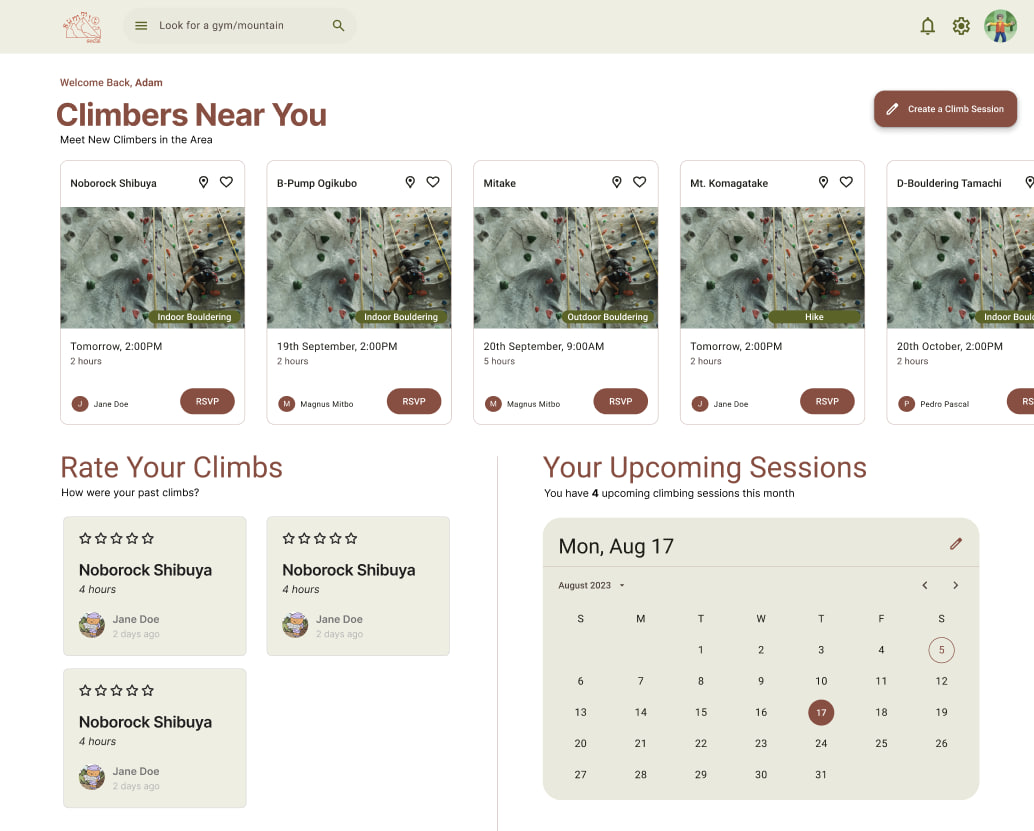 Look for a gym/mountain
Welcome Back, Adam
Climbers Near You
Meet New Climbers in the Area
Create a Climb Session
Noborock Shibuya
Indoor Bouldering
Tomorrow, 2:00PM
2 hours
J Jane Doe
RSVP
B-Pump Ogikubo
Indoor Bouldering
19th September, 2:00PM
2 hours
M Magnus Mitbo
RSVP
Mitake
Outdoor Bouldering
20th September, 9:00AM
5 hours
M Magnus Mitbo
RSVP
Mt. Komagatake
Hike
Tomorrow, 2:00PM
2 hours
J Jane Doe
RSVP
D-Bouldering Tamachi
Indoor Boul
20th October, 2:00PM
2 hours
P Pedro Pascal
RS
Rate Your Climbs
How were your past climbs?
Noborock Shibuya
4 hours
Jane Doe
2 days ago
Noborock Shibuya
4 hours
Jane Doe
2 days ago
Noborock Shibuya
4 hours
Jane Doe
2 days ago
Your Upcoming Sessions
You have 4 upcoming climbing sessions this month
Mon, Aug 17
August 2023
S M T W T F S
1 2 3 4 5
6 7 8 9 10 11 12
13 14 15 16 17 18 19
20 21 22 23 24 25 26
27 28 29 30 31